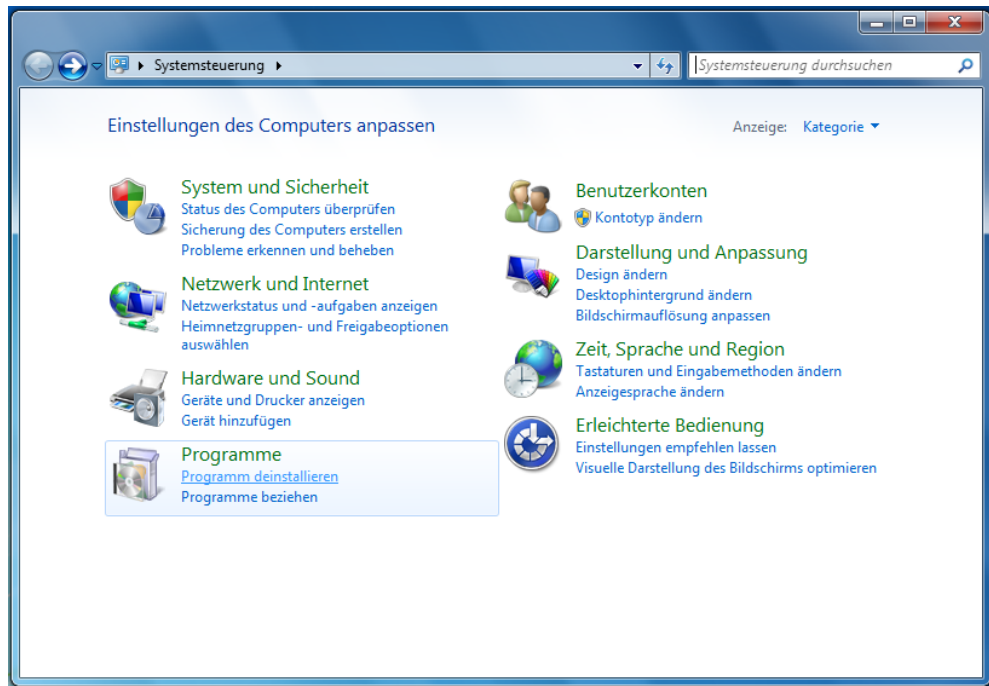 Systemsteuerung
Systemsteuerung durchsuchen
Einstellungen des Computers anpassen
Anzeige: Kategorie
System und Sicherheit
Status des Computers überprüfen
Sicherung des Computers erstellen
Probleme erkennen und beheben
Netzwerk und Internet
Netzwerkstatus und -aufgaben anzeigen
Heimnetzgruppen- und Freigabeoptionen
auswählen
Hardware und Sound
Geräte und Drucker anzeigen
Gerät hinzufügen
Programme
Programm deinstallieren
Programme beziehen
Benutzerkonten
Kontotyp ändern
Darstellung und Anpassung
Design ändern
Desktophintergrund ändern
Bildschirmauflösung anpassen
Zeit, Sprache und Region
Tastaturen und Eingabemethoden ändern
Anzeigesprache ändern
Erleichterte Bedienung
Einstellungen empfehlen lassen
Visuelle Darstellung des Bildschirms optimieren